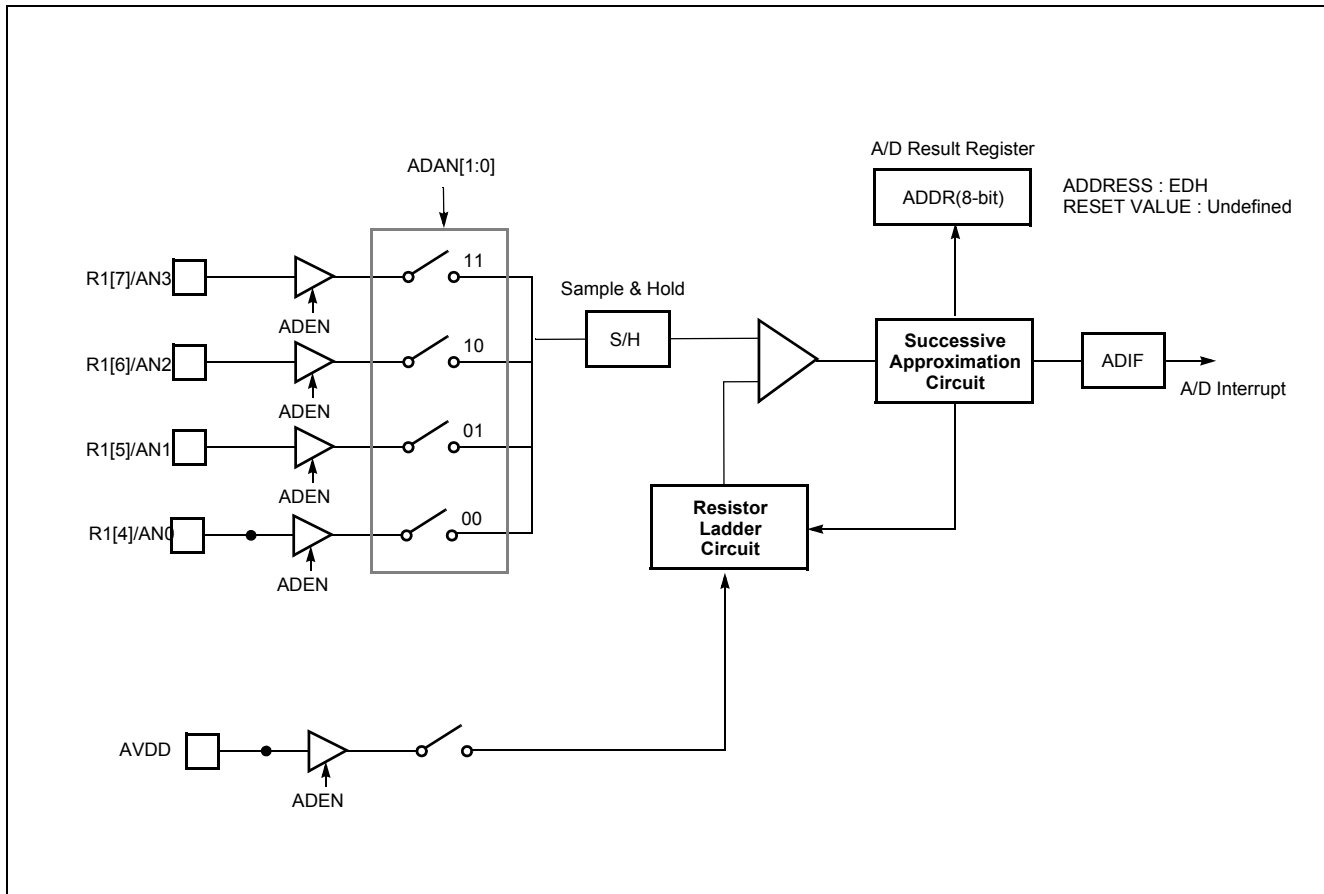 A/D Result Register
ADAN[1:0]
ADDR(8-bit)
ADDRESS : EDH
RESET VALUE : Undefined
R1[7]/AN3
11
ADEN
Sample & Hold
S/H
R1[6]/AN2
10
ADEN
Successive
Approximation
Circuit
ADIF
A/D Interrupt
R1[5]/AN1
01
ADEN
R1[4]/AN0
00
ADEN
Resistor
Ladder
Circuit
AVDD
ADEN